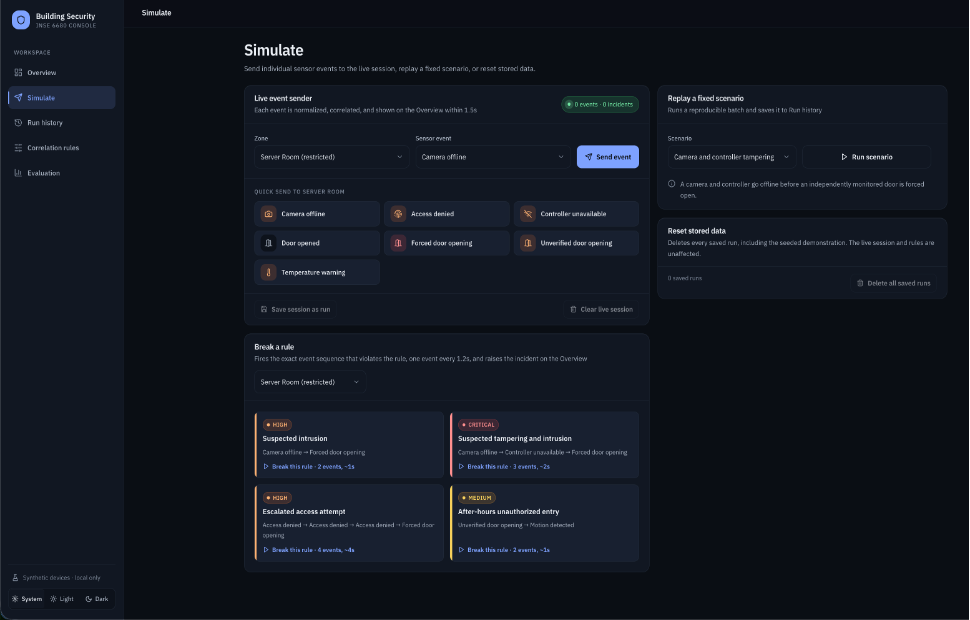 Building Security
INSE 6680 CONSOLE
WORKSPACE
Overview
Simulate
Run history
Correlation rules
Evaluation
Synthetic devices · local only
System
Light
Dark
Simulate
Simulate
Send individual sensor events to the live session, replay a fixed scenario, or reset stored data.
Live event sender
Each event is normalized, correlated, and shown on the Overview within 1.5s
0 events · 0 incidents
Zone
Sensor event
Server Room (restricted)
Camera offline
Send event
QUICK SEND TO SERVER ROOM
Camera offline
Access denied
Controller unavailable
Door opened
Forced door opening
Unverified door opening
Temperature warning
Save session as run
Clear live session
Break a rule
Fires the exact event sequence that violates the rule, one event every 1.2s, and raises the incident on the Overview
Server Room (restricted)
HIGH
Suspected intrusion
Camera offline → Forced door opening
Break this rule · 2 events, ~1s
CRITICAL
Suspected tampering and intrusion
Camera offline → Controller unavailable → Forced door opening
Break this rule · 3 events, ~2s
HIGH
Escalated access attempt
Access denied → Access denied → Access denied → Forced door
opening
Break this rule · 4 events, ~4s
MEDIUM
After-hours unauthorized entry
Unverified door opening → Motion detected
Break this rule · 2 events, ~1s
Replay a fixed scenario
Runs a reproducible batch and saves it to Run history
Scenario
Camera and controller tampering
Run scenario
A camera and controller go offline before an independently monitored door is forced
open.
Reset stored data
Deletes every saved run, including the seeded demonstration. The live session and rules are
unaffected.
0 saved runs
Delete all saved runs